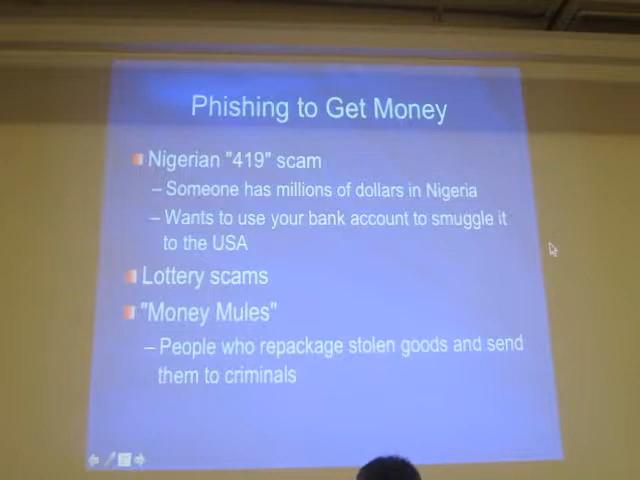 Phishing to Get Money
Nigerian "419" scam
– Someone has millions of dollars in Nigeria
– Wants to use your bank account to smuggle it
to the USA
Lottery scams
"Money Mules"
– People who repackage stolen goods and send
them to criminals